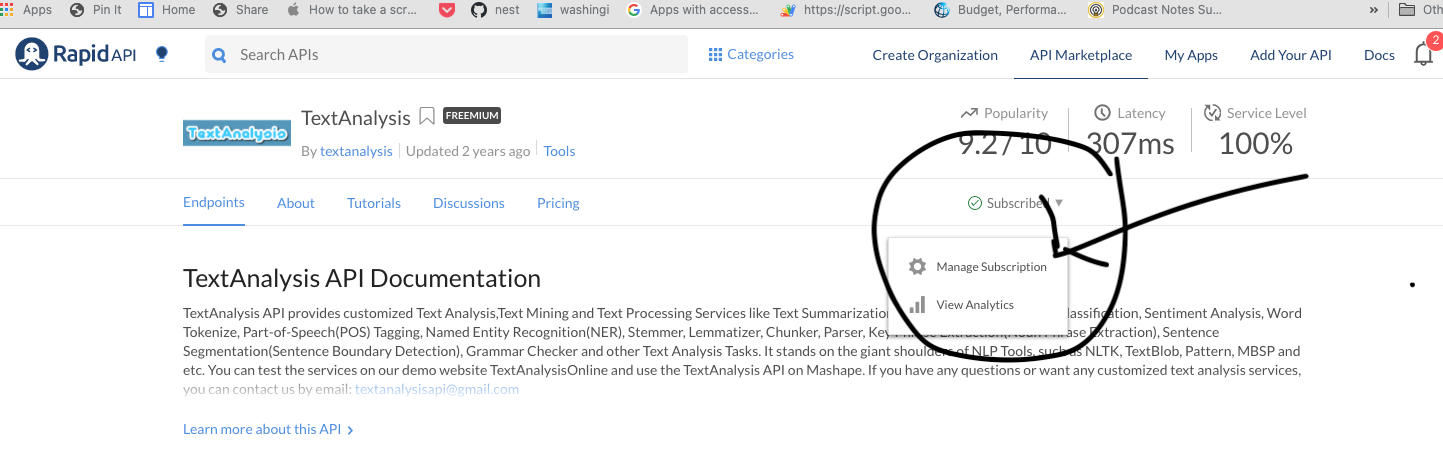 Apps Pin It Home Share How to take a scr... nest washingi Apps with access... https://script.goo... Budget, Performa... Podcast Notes Su... » Oth
Rapid API Search APIs Categories Create Organization API Marketplace My Apps Add Your API Docs 2
TextAnalysis TextAnalysis FREEMIUM Popularity Latency Service Level
By textanalysis Updated 2 years ago Tools 9.2 / 10 307ms 100%
Endpoints About Tutorials Discussions Pricing Subscribed
Manage Subscription
View Analytics
TextAnalysis API Documentation
TextAnalysis API provides customized Text Analysis,Text Mining and Text Processing Services like Text Summarization lassification, Sentiment Analysis, Word
Tokenize, Part-of-Speech(POS) Tagging, Named Entity Recognition(NER), Stemmer, Lemmatizer, Chunker, Parser, Key Extraction), Sentence
Segmentation(Sentence Boundary Detection), Grammar Checker and other Text Analysis Tasks. It stands on the giant shoulders of NLP Tools, such as NLTK, TextBlob, Pattern, MBSP and
etc. You can test the services on our demo website TextAnalysisOnline and use the TextAnalysis API on Mashape. If you have any questions or want any customized text analysis services,
you can contact us by email: textanalysisapi@gmail.com
Learn more about this API